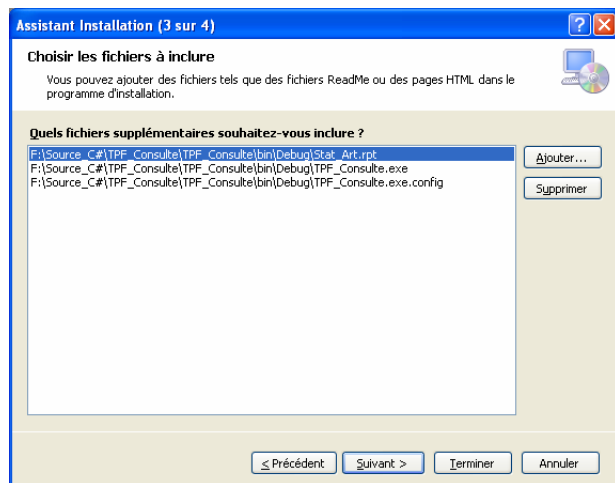 Assistant Installation (3 sur 4)
Choisir les fichiers à inclure
Vous pouvez ajouter des fichiers tels que des fichiers ReadMe ou des pages HTML dans le
programme d'installation.
Quels fichiers supplémentaires souhaitez-vous inclure ?
F:\Source_C#\TPF_Consulte\TPF_Consulte\bin\Debug\Stat_Art.rpt
F:\Source_C#\TPF_Consulte\TPF_Consulte\bin\Debug\TPF_Consulte.exe
F:\Source_C#\TPF_Consulte\TPF_Consulte\bin\Debug\TPF_Consulte.exe.config
Ajouter...
Supprimer
< Précédent
Suivant >
Terminer
Annuler